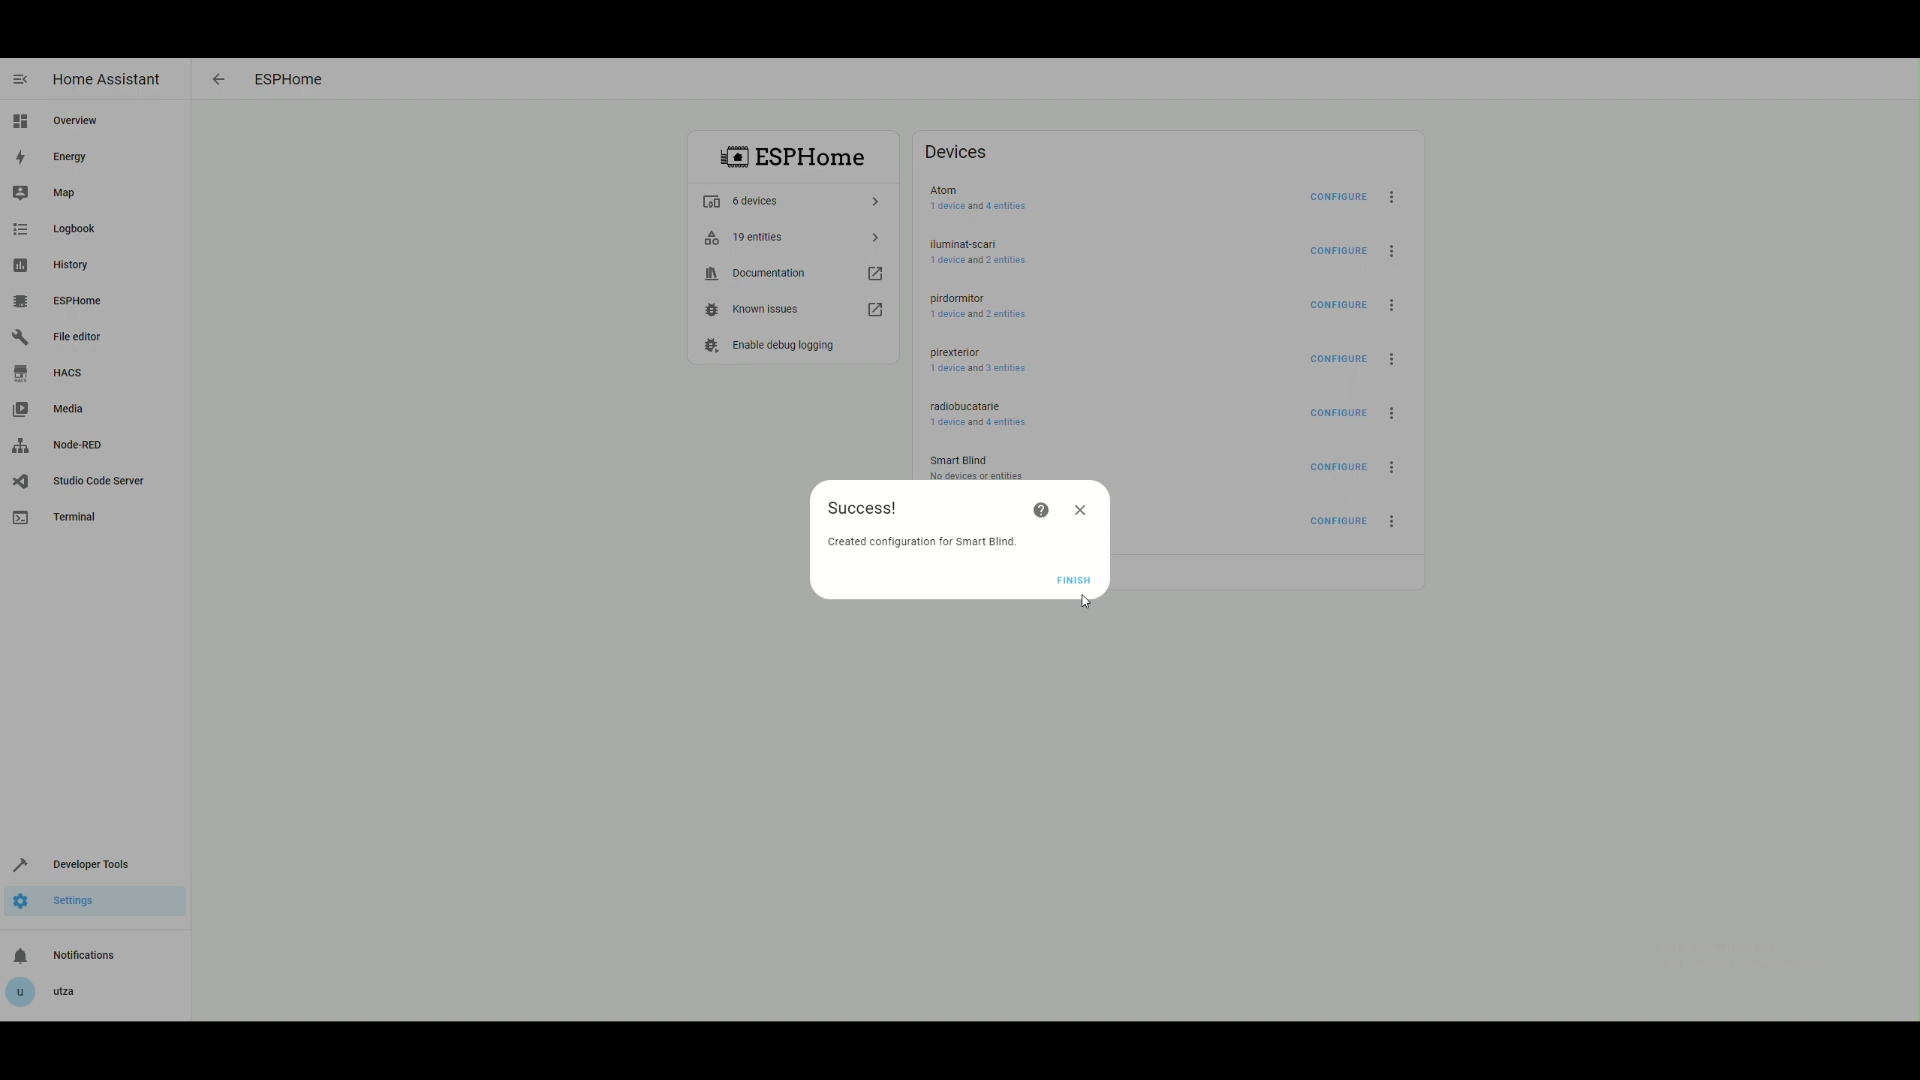 Home Assistant
ESPHome
Overview
Energy
Map
Logbook
History
ESPHome
File editor
HACS
Media
Node-RED
Studio Code Server
Terminal
Developer Tools
Settings
Notifications
u
utza
ESPHome
6 devices
19 entities
Documentation
Known issues
Enable debug logging
Devices
Atom
1 device and 4 entities
CONFIGURE
iluminat-scari
1 device and 2 entities
CONFIGURE
pirdormitor
1 device and 2 entities
CONFIGURE
pirexterior
1 device and 3 entities
CONFIGURE
radiobucatarie
1 device and 4 entities
CONFIGURE
Smart Blind
No devices or entities
CONFIGURE
CONFIGURE
Success!
Created configuration for Smart Blind.
FINISH